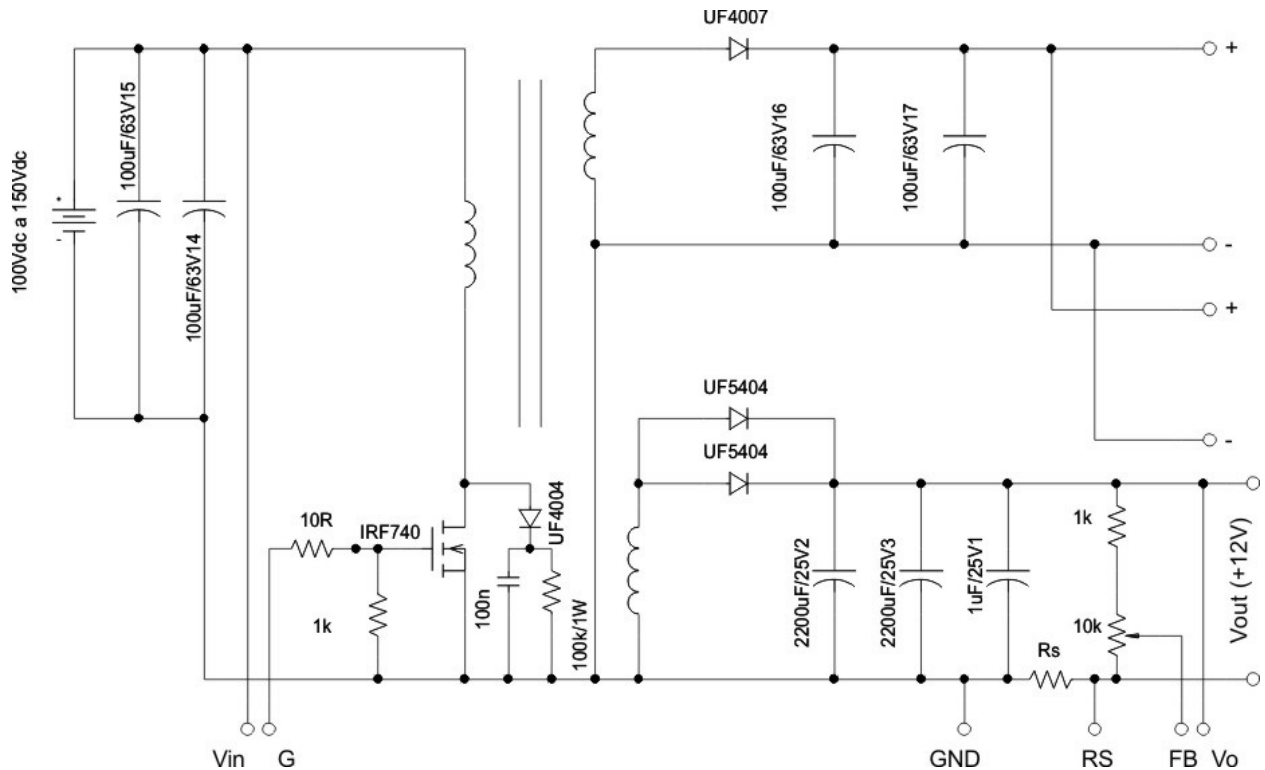 UF4007
+
100Vdc a 150Vdc
+
-
100uF/63V15
100uF/63V14
100uF/63V16
100uF/63V17
-
+
UF5404
-
UF5404
10R
IRF740
UF4004
1k
100n
100k/1W
2200uF/25V2
2200uF/25V3
1uF/25V1
1k
10k
Rs
Vout (+12V)
Vin
G
GND
RS
FB
Vo